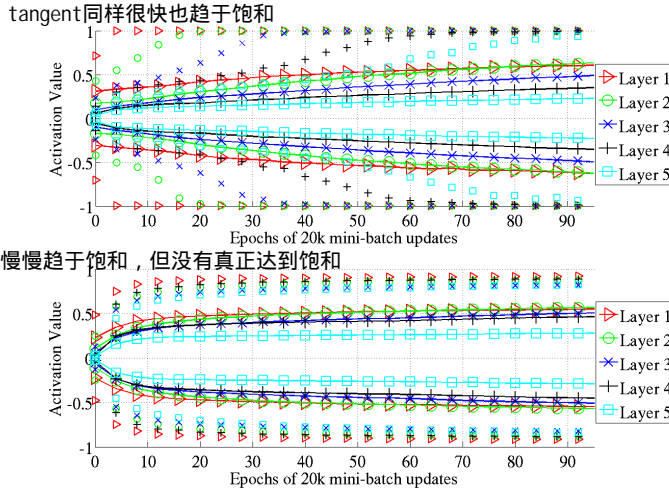 tangent同样很快也趋于饱和
1
0.5
0
-0.5
-1
Activation Value
0 10 20 30 40 50 60 70 80 90
Epochs of 20k mini-batch updates
Layer 1
Layer 2
Layer 3
Layer 4
Layer 5
慢慢趋于饱和，但没有真正达到饱和
1
0.5
0
-0.5
-1
Activation Value
0 10 20 30 40 50 60 70 80 90
Epochs of 20k mini-batch updates
Layer 1
Layer 2
Layer 3
Layer 4
Layer 5